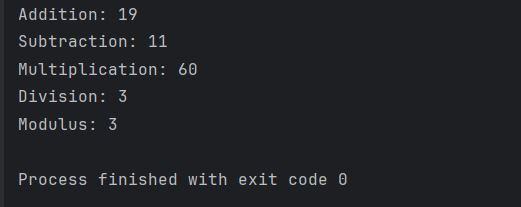 Addition: 19
Subtraction: 11
Multiplication: 60
Division: 3
Modulus: 3
Process finished with exit code 0